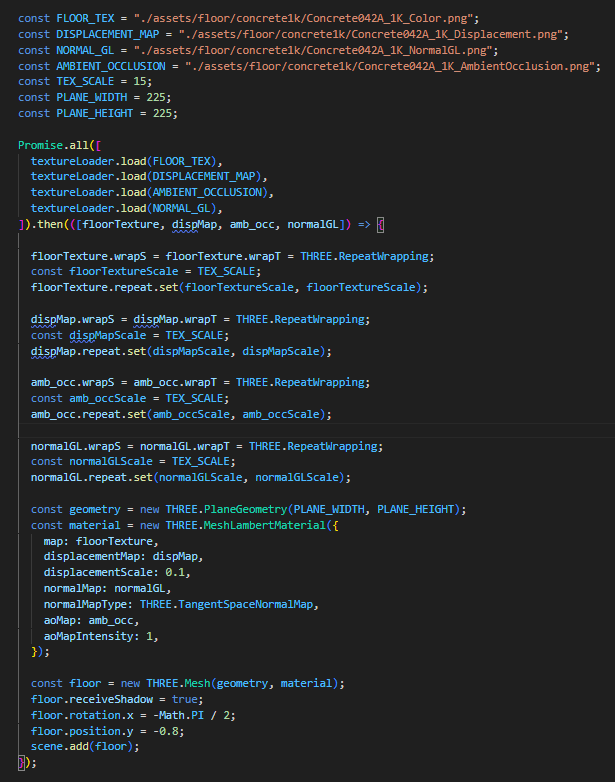 const FLOOR_TEX = "./assets/floor/concrete1k/Concrete042A_1K_Color.png";
const DISPLACEMENT_MAP = "./assets/floor/concrete1k/Concrete042A_1K_Displacement.png";
const NORMAL_GL = "./assets/floor/concrete1k/Concrete042A_1K_NormalGL.png";
const AMBIENT_OCCLUSION = "./assets/floor/concrete1k/Concrete042A_1K_AmbientOcclusion.png";
const TEX_SCALE = 15;
const PLANE_WIDTH = 225;
const PLANE_HEIGHT = 225;

Promise.all([
  textureLoader.load(FLOOR_TEX),
  textureLoader.load(DISPLACEMENT_MAP),
  textureLoader.load(AMBIENT_OCCLUSION),
  textureLoader.load(NORMAL_GL),
]).then(([floorTexture, dispMap, amb_occ, normalGL]) => {

  floorTexture.wrapS = floorTexture.wrapT = THREE.RepeatWrapping;
  const floorTextureScale = TEX_SCALE;
  floorTexture.repeat.set(floorTextureScale, floorTextureScale);

  dispMap.wrapS = dispMap.wrapT = THREE.RepeatWrapping;
  const dispMapScale = TEX_SCALE;
  dispMap.repeat.set(dispMapScale, dispMapScale);

  amb_occ.wrapS = amb_occ.wrapT = THREE.RepeatWrapping;
  const amb_occScale = TEX_SCALE;
  amb_occ.repeat.set(amb_occScale, amb_occScale);

  normalGL.wrapS = normalGL.wrapT = THREE.RepeatWrapping;
  const normalGLScale = TEX_SCALE;
  normalGL.repeat.set(normalGLScale, normalGLScale);

  const geometry = new THREE.PlaneGeometry(PLANE_WIDTH, PLANE_HEIGHT);
  const material = new THREE.MeshLambertMaterial({
    map: floorTexture,
    displacementMap: dispMap,
    displacementScale: 0.1,
    normalMap: normalGL,
    normalMapType: THREE.TangentSpaceNormalMap,
    aoMap: amb_occ,
    aoMapIntensity: 1,
  });

  const floor = new THREE.Mesh(geometry, material);
  floor.receiveShadow = true;
  floor.rotation.x = -Math.PI / 2;
  floor.position.y = -0.8;
  scene.add(floor);
});